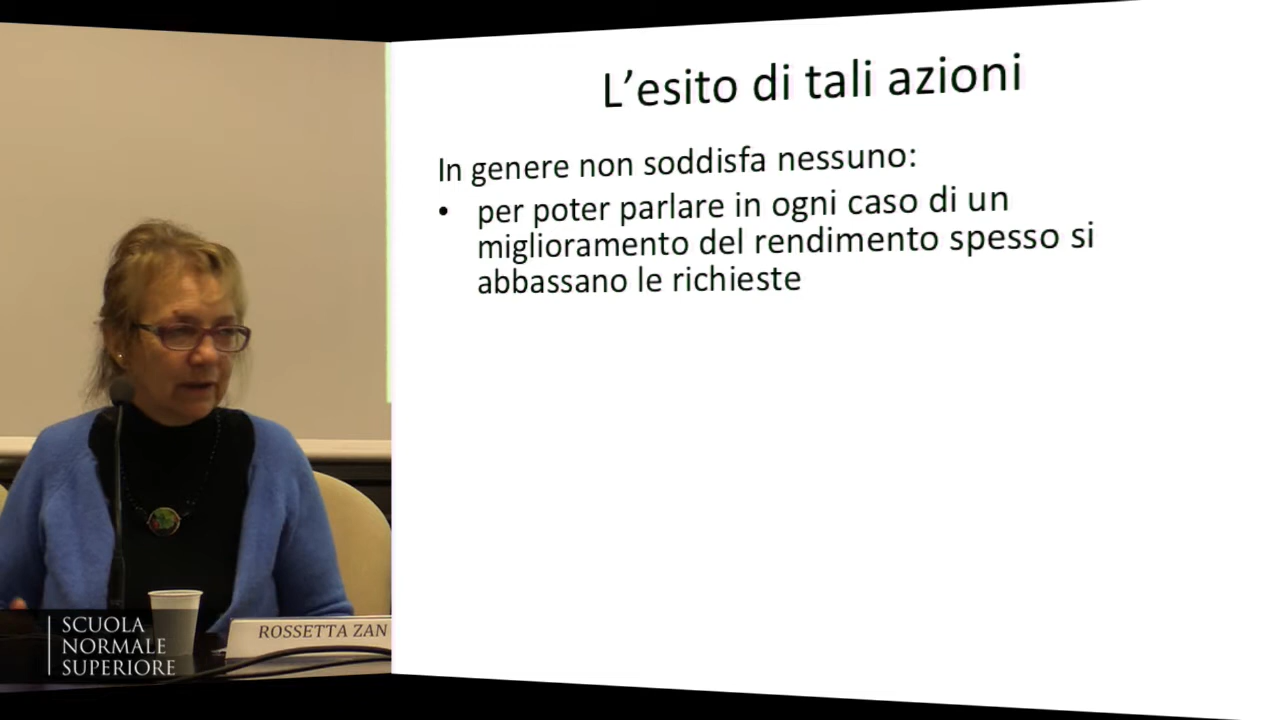 L'esito di tali azioni
In genere non soddisfa nessuno:
• per poter parlare in ogni caso di un
miglioramento del rendimento spesso si
abbassano le richieste
SCUOLA
NORMALE
SUPERIORE
ROSSETTA ZAN